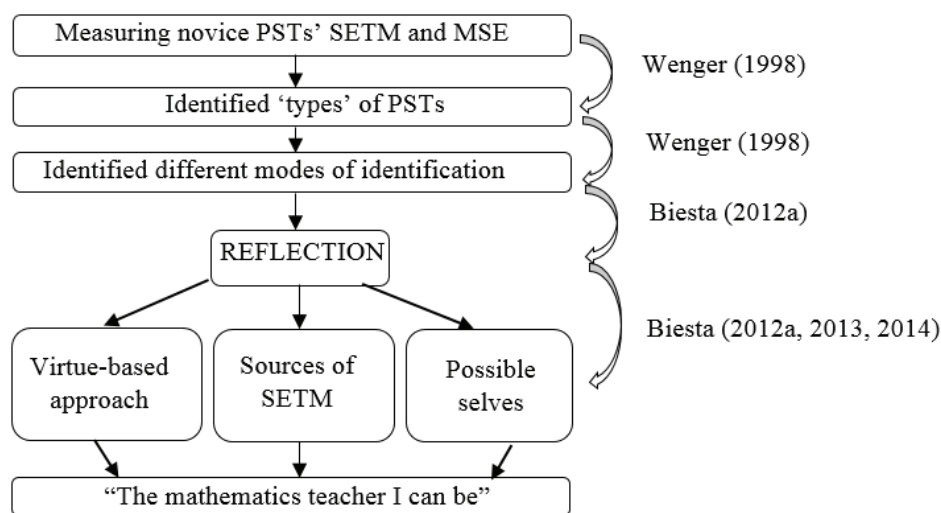 Measuring novice PSTs’ SETM and MSE
Wenger (1998)
Identified ‘types’ of PSTs
Wenger (1998)
Identified different modes of identification
Biesta (2012a)
REFLECTION
Biesta (2012a, 2013, 2014)
Virtue-based
approach
Sources of
SETM
Possible
selves
“The mathematics teacher I can be”